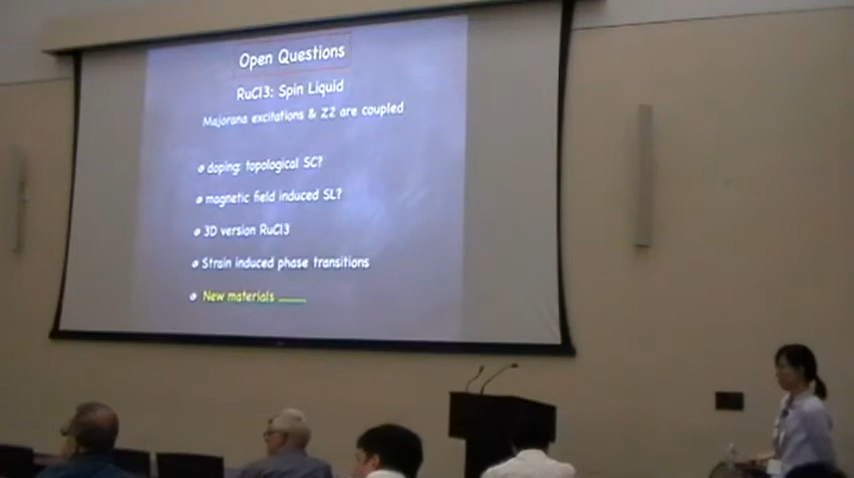 Open Questions
RuCl3: Spin Liquid
Majorana excitations & Z2 are coupled
doping: topological SC?
magnetic field induced SL?
3D version RuCl3
Strain induced phase transitions
New materials ____